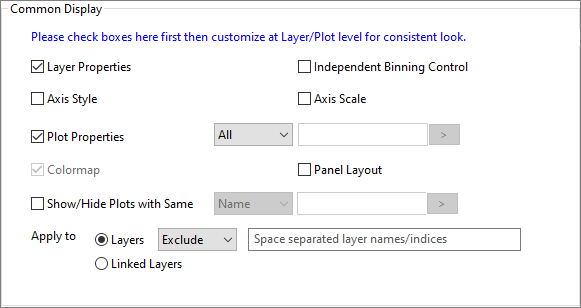 Common Display
Please check boxes here first then customize at Layer/Plot level for consistent look.
Layer Properties
Independent Binning Control
Axis Style
Axis Scale
Plot Properties
All
>
Colormap
Panel Layout
Show/Hide Plots with Same
Name
>
Apply to
Layers
Exclude
Space separated layer names/indices
Linked Layers